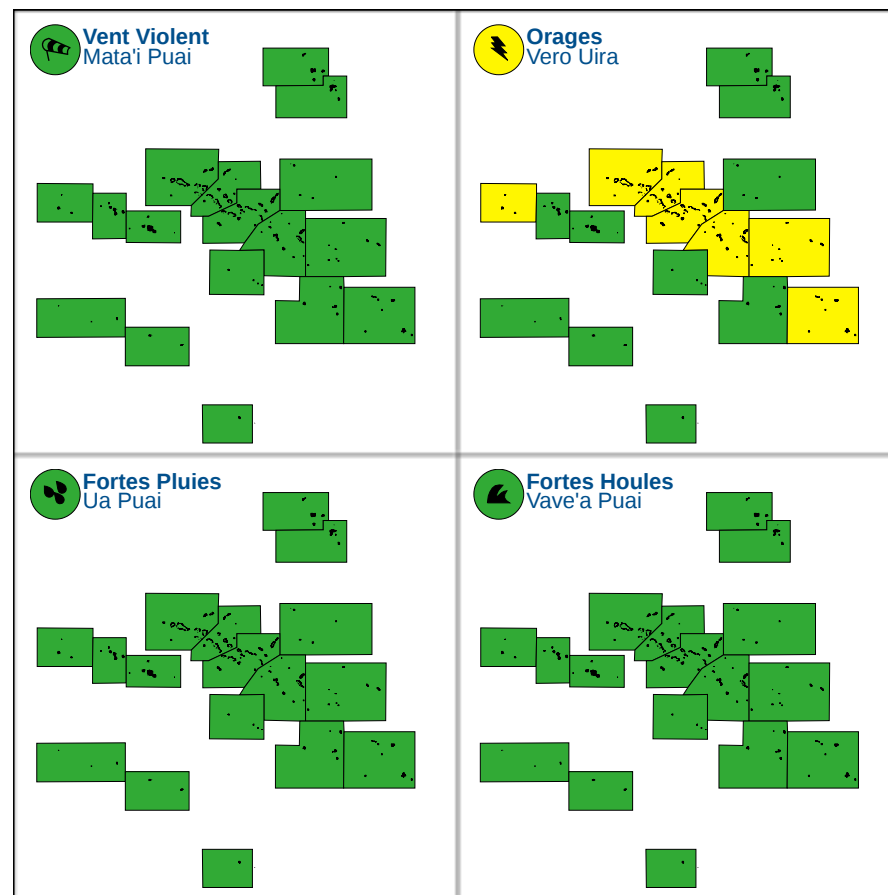 Vent Violent
Mata'i Puai
Orages
Vero Uira
Fortes Pluies
Ua Puai
Fortes Houles
Vave'a Puai